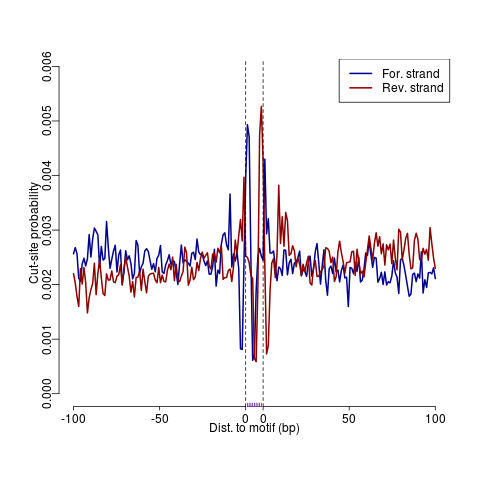 For. strand
Rev. strand
Cut-site probability
0.006
0.005
0.004
0.003
0.002
0.001
0.000
-100 -50 0 0 50 100
Dist. to motif (bp)